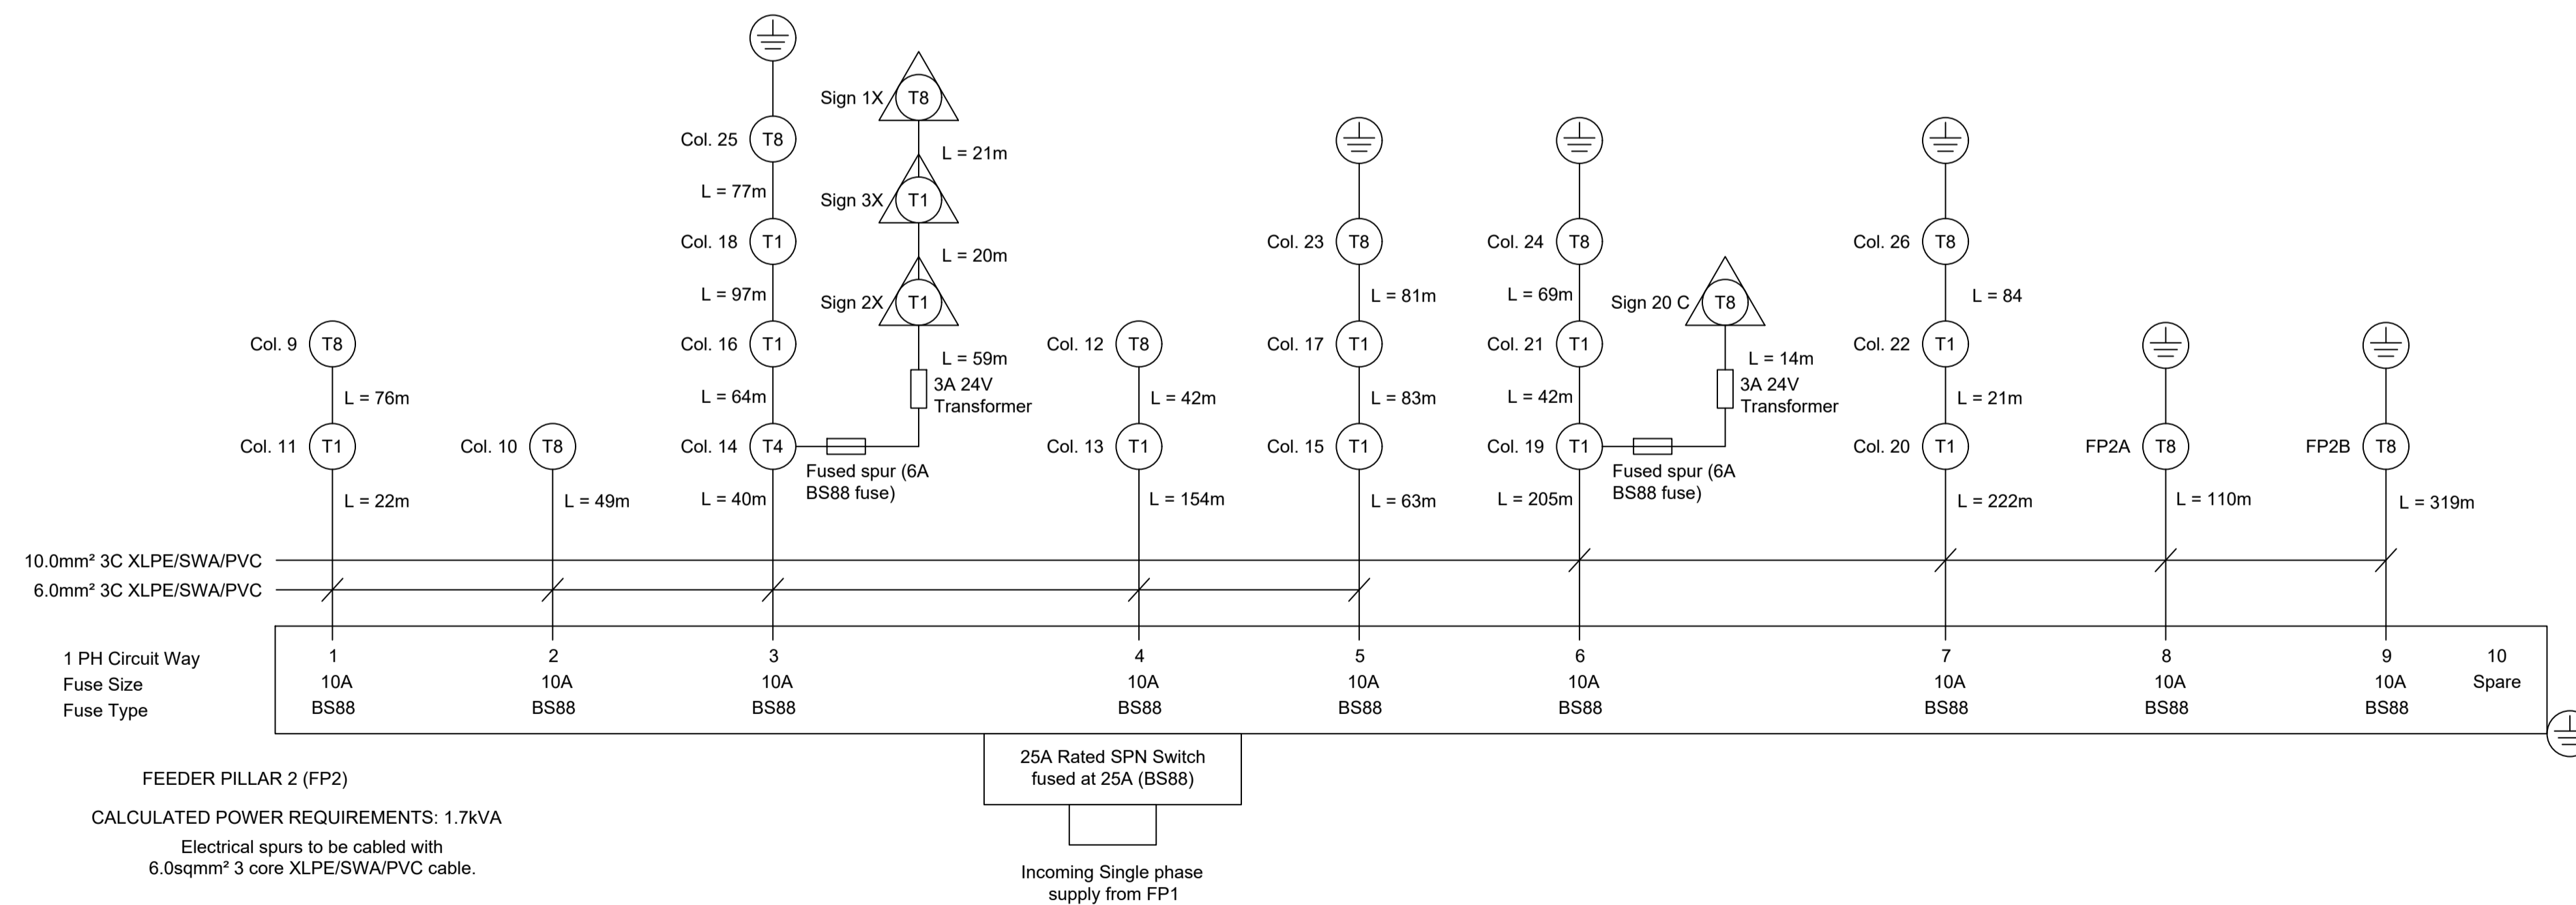 Sign 1X
T8
Col. 25
T8
L = 21m
L = 77m
Sign 3X
T1
Col. 18
T1
Col. 23
T8
Col. 24
T8
Col. 26
T8
L = 20m
L = 97m
Sign 2X
T1
L = 81m
L = 69m
Sign 20 C
T8
L = 84
Col. 9
T8
Col. 16
T1
Col. 12
T8
Col. 17
T1
Col. 21
T1
Col. 22
T1
L = 59m
L = 14m
3A 24V
Transformer
3A 24V
Transformer
L = 76m
L = 64m
L = 42m
L = 83m
L = 42m
L = 21m
Col. 11
T1
Col. 10
T8
Col. 14
T4
Col. 13
T1
Col. 15
T1
Col. 19
T1
Col. 20
T1
FP2A
T8
FP2B
T8
Fused spur (6A
BS88 fuse)
Fused spur (6A
BS88 fuse)
L = 22m
L = 49m
L = 40m
L = 154m
L = 63m
L = 205m
L = 222m
L = 110m
L = 319m
10.0mm² 3C XLPE/SWA/PVC
6.0mm² 3C XLPE/SWA/PVC
1 PH Circuit Way 1 2 3 4 5 6 7 8 9 10
Fuse Size 10A 10A 10A 10A 10A 10A 10A 10A 10A Spare
Fuse Type BS88 BS88 BS88 BS88 BS88 BS88 BS88 BS88 BS88
25A Rated SPN Switch
fused at 25A (BS88)
FEEDER PILLAR 2 (FP2)
CALCULATED POWER REQUIREMENTS: 1.7kVA
Electrical spurs to be cabled with
6.0sqmm² 3 core XLPE/SWA/PVC cable.
Incoming Single phase
supply from FP1